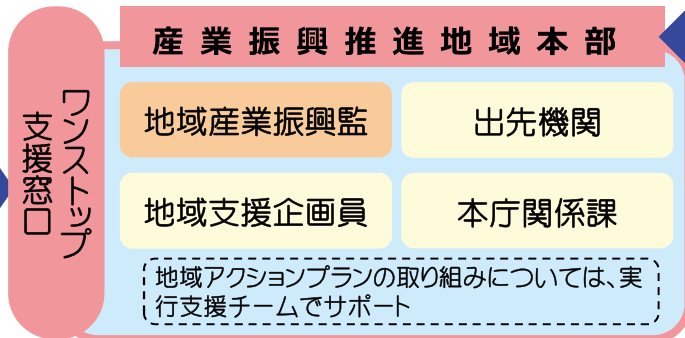 産業振興推進地域本部
ワンストップ
支援窓口
地域産業振興監
出先機関
地域支援企画員
本庁関係課
地域アクションプランの取り組みについては、実
行支援チームでサポート